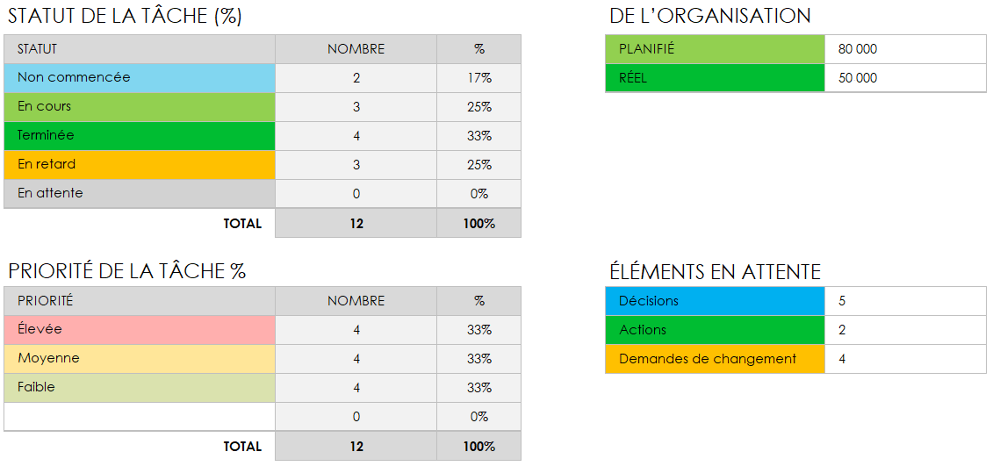 STATUT DE LA TÂCHE (%)
STATUT NOMBRE %
Non commencée 2 17%
En cours 3 25%
Terminée 4 33%
En retard 3 25%
En attente 0 0%
TOTAL 12 100%
DE L’ORGANISATION
PLANIFIÉ 80 000
RÉEL 50 000
PRIORITÉ DE LA TÂCHE %
PRIORITÉ NOMBRE %
Élevée 4 33%
Moyenne 4 33%
Faible 4 33%
0 0%
TOTAL 12 100%
ÉLÉMENTS EN ATTENTE
Décisions 5
Actions 2
Demandes de changement 4